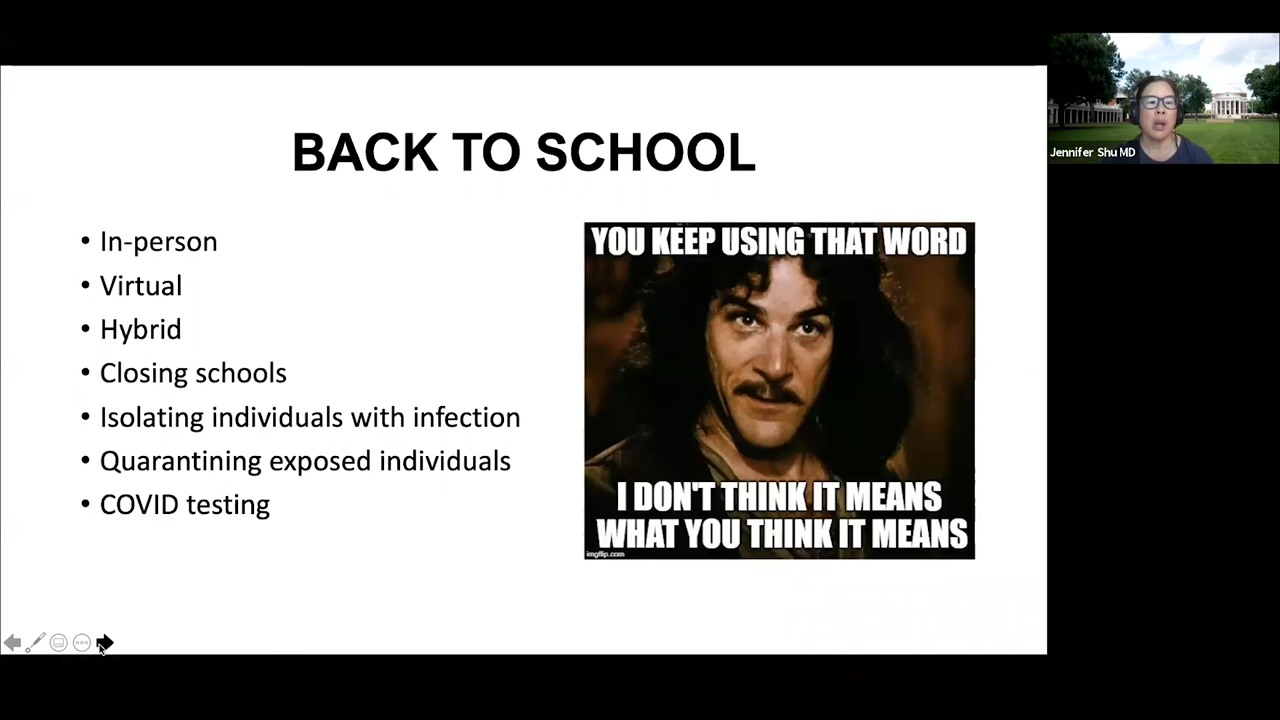 BACK TO SCHOOL
• In-person
• Virtual
• Hybrid
• Closing schools
• Isolating individuals with infection
• Quarantining exposed individuals
• COVID testing
YOU KEEP USING THAT WORD
I DON'T THINK IT MEANS
WHAT YOU THINK IT MEANS
imgflip.com
Jennifer Shu MD